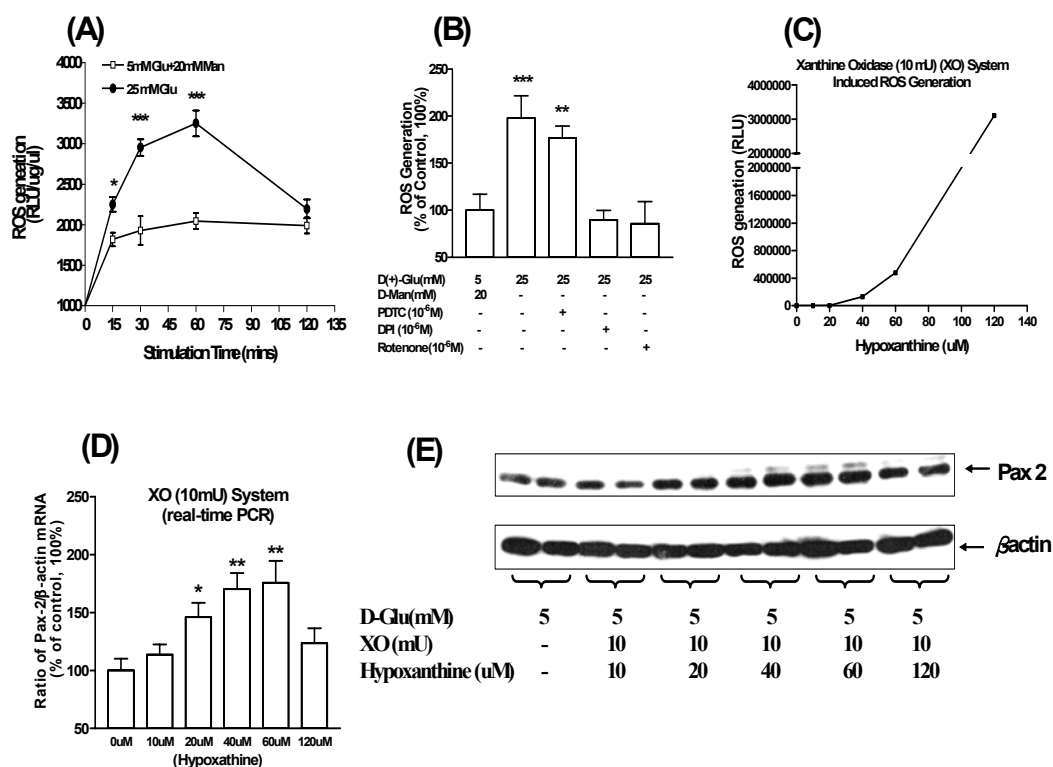 (A)
5mMGlu+20mMMan
25mMGlu
4000
3500
3000
2500
2000
1500
1000
*
***
***
0 15 30 45 60 75 90 105 120 135
ROS geneation
(RLU/ug/ul)
Stimulation Time (mins)
(B)
250
200
150
100
50
***
**
ROS Generation
(% of Control, 100%)
D(+)-Glu(mM) 5 25 25 25 25
D-Man(mM) 20 - - - -
PDTC (10⁻⁶M) - - + - -
DPI (10⁻⁶M) - - - + -
Rotenone(10⁻⁶M) - - - - +
(C)
Xanthine Oxidase (10 mU) (XO) System
Induced ROS Generation
4000000
3000000
2000000
1600000
1200000
800000
400000
0
0 20 40 60 80 100 120 140
ROS geneation (RLU)
Hypoxanthine (uM)
(D)
XO (10mU) System
(real-time PCR)
250
200
150
100
50
*
**
**
Ratio of Pax-2/β-actin mRNA
(% of control, 100%)
0uM 10uM 20uM 40uM 60uM 120uM
(Hypoxathine)
(E)
Pax 2
βactin
D-Glu(mM) 5 5 5 5 5 5
XO (mU) - 10 10 10 10 10
Hypoxanthine (uM) - 10 20 40 60 120